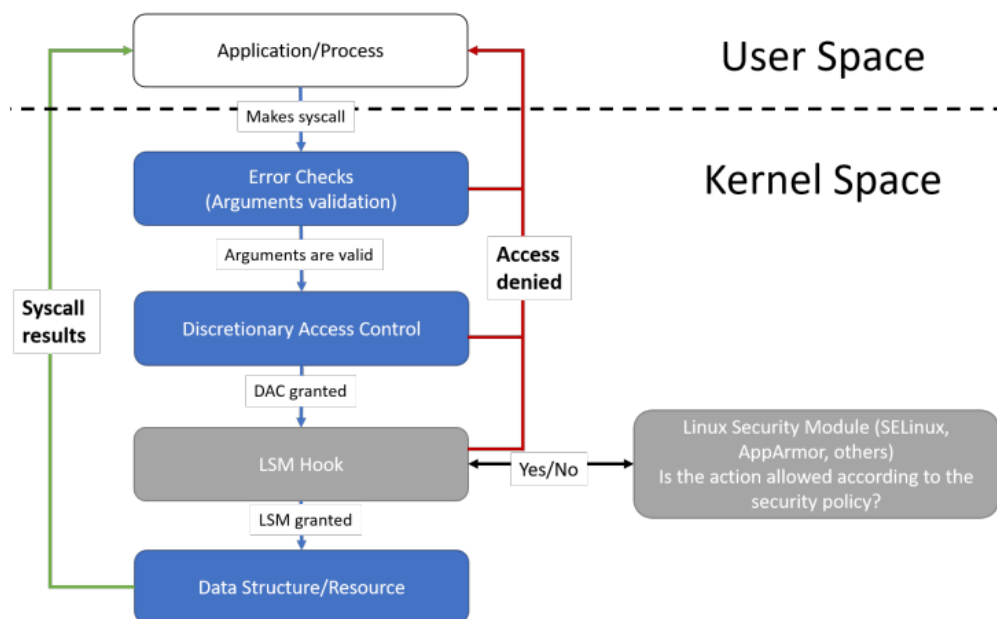 Application/Process
User Space
Makes syscall
Error Checks
(Arguments validation)
Kernel Space
Arguments are valid
Access
denied
Syscall
results
Discretionary Access Control
DAC granted
LSM Hook
Yes/No
Linux Security Module (SELinux,
AppArmor, others)
Is the action allowed according to the
security policy?
LSM granted
Data Structure/Resource